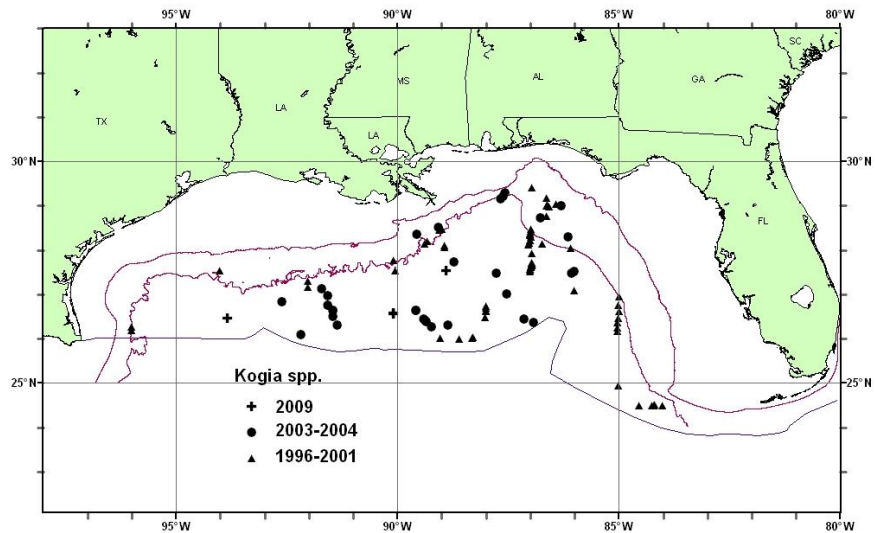 95°W 90°W 85°W 80°W
SC
TX LA MS AL GA
LA
30°N 30°N
FL
25°N 25°N
Kogia spp.
2009
2003-2004
1996-2001
95°W 90°W 85°W 80°W